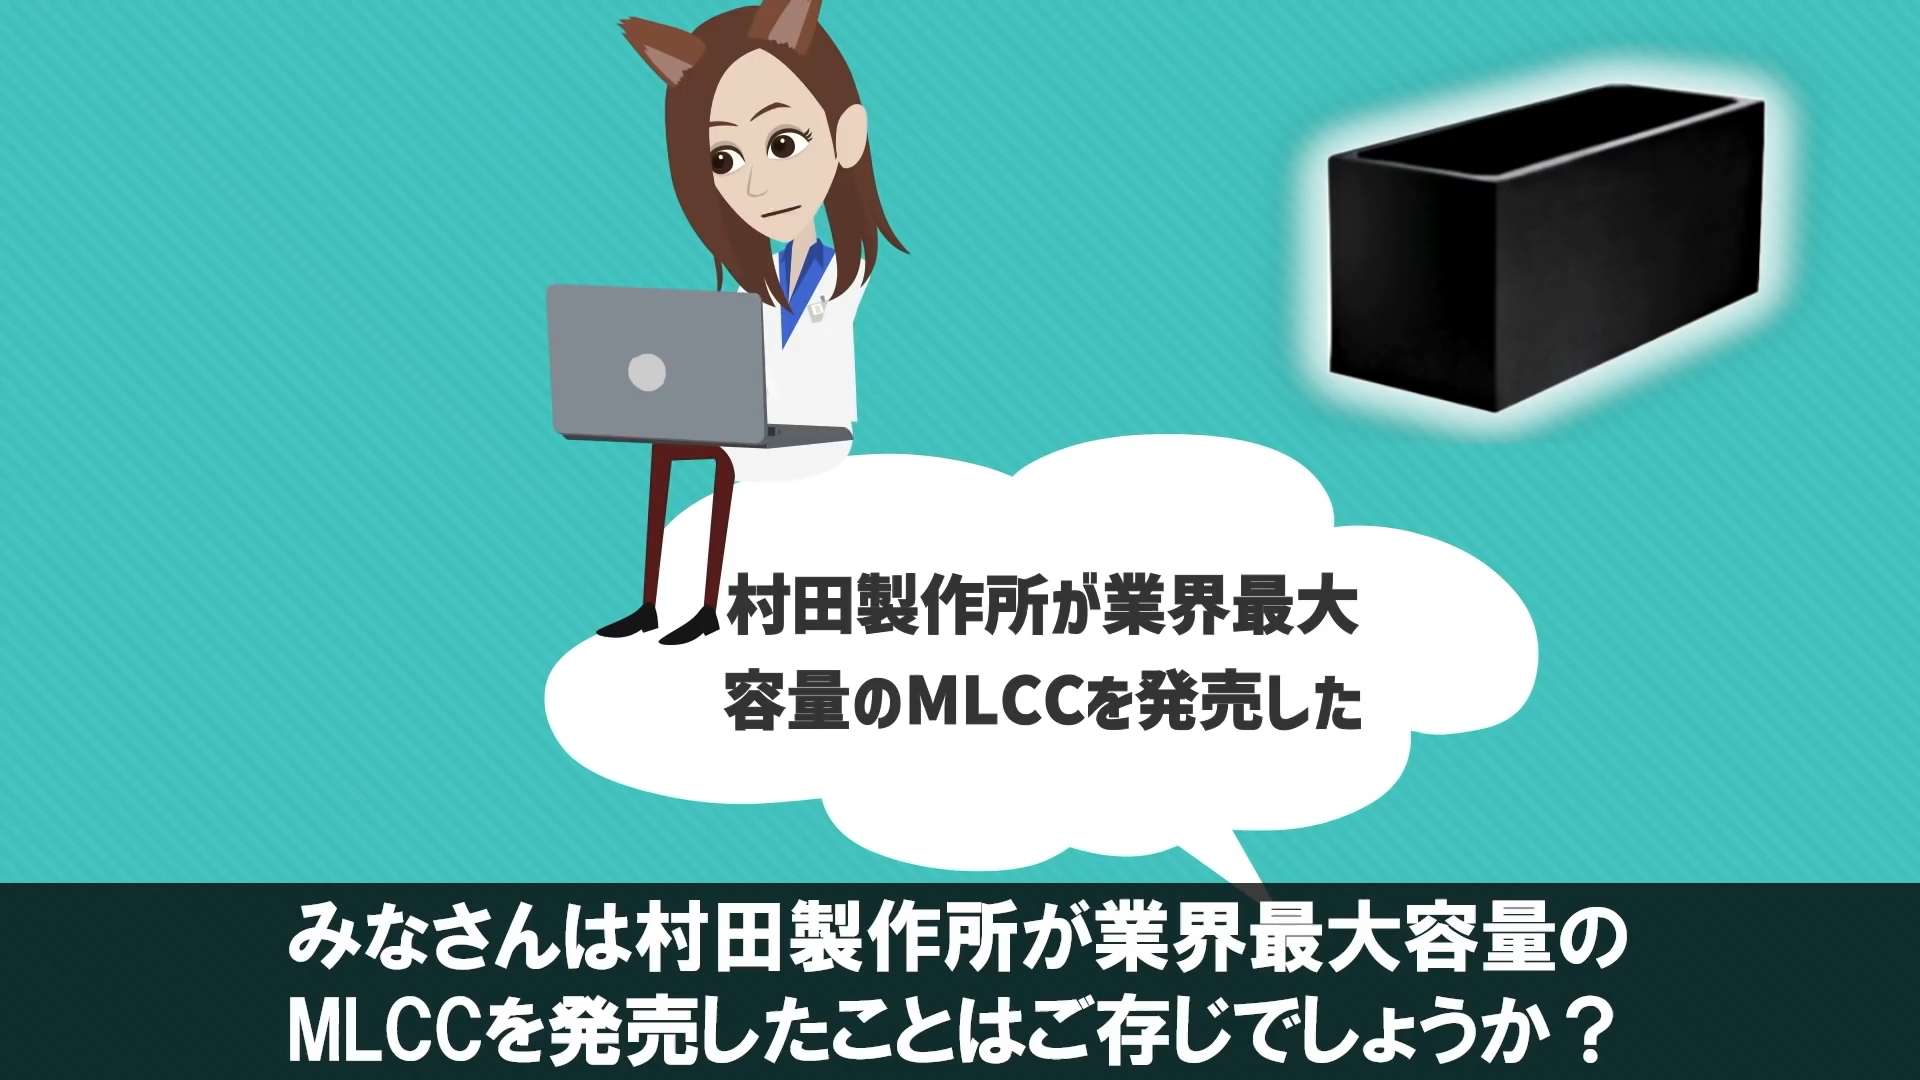 村田製作所が業界最大
容量のMLCCを発売した
みなさんは村田製作所が業界最大容量の
MLCCを発売したことはご存じでしょうか？